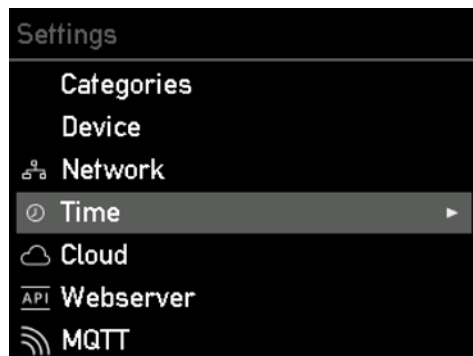 Settings
Categories
Device
Network
Time
Cloud
API Webserver
MQTT